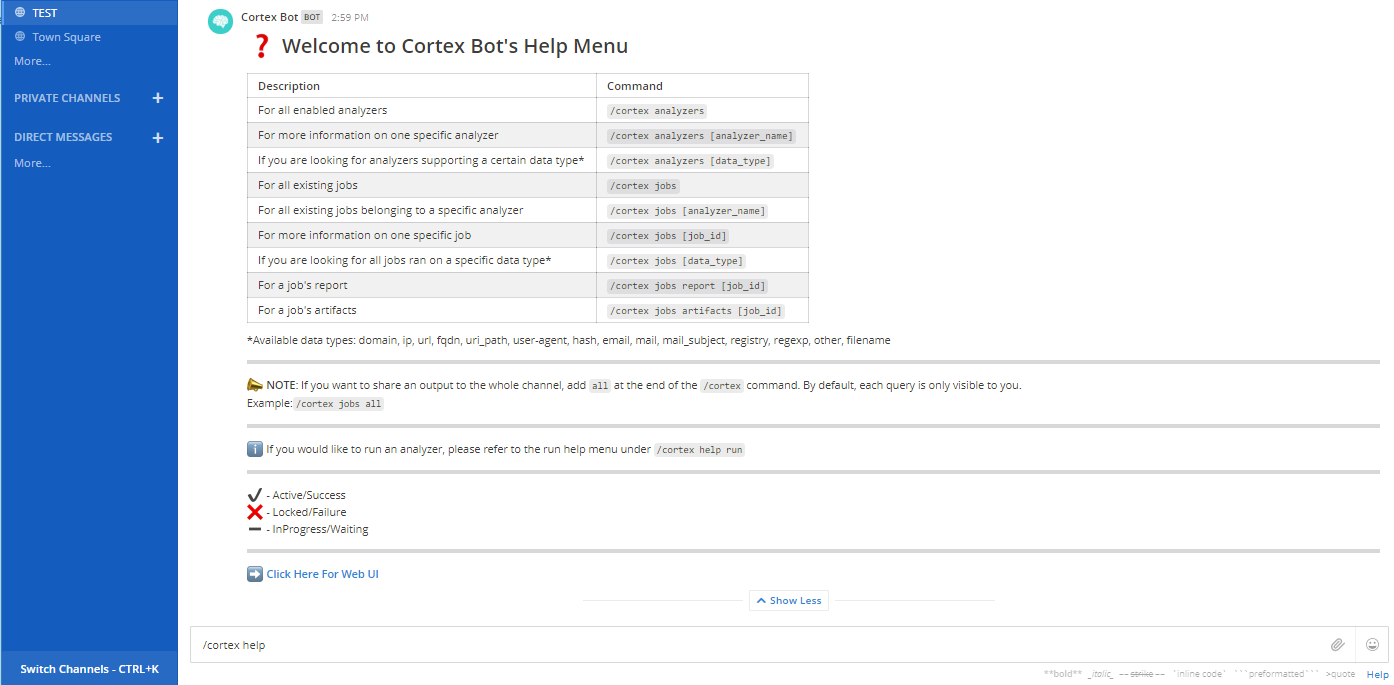 TEST
Town Square
More...
PRIVATE CHANNELS +
DIRECT MESSAGES +
More...
Switch Channels - CTRL+K
Cortex Bot BOT 2:59 PM
❓ Welcome to Cortex Bot's Help Menu
Description Command
For all enabled analyzers /cortex analyzers
For more information on one specific analyzer /cortex analyzers [analyzer_name]
If you are looking for analyzers supporting a certain data type* /cortex analyzers [data_type]
For all existing jobs /cortex jobs
For all existing jobs belonging to a specific analyzer /cortex jobs [analyzer_name]
For more information on one specific job /cortex jobs [job_id]
If you are looking for all jobs ran on a specific data type* /cortex jobs [data_type]
For a job's report /cortex jobs report [job_id]
For a job's artifacts /cortex jobs artifacts [job_id]
*Available data types: domain, ip, url, fqdn, uri_path, user-agent, hash, email, mail, mail_subject, registry, regexp, other, filename
NOTE: If you want to share an output to the whole channel, add all at the end of the /cortex command. By default, each query is only visible to you.
Example: /cortex jobs all
If you would like to run an analyzer, please refer to the run help menu under /cortex help run
✔ - Active/Success
❌ - Locked/Failure
➖ - InProgress/Waiting
Click Here For Web UI
Show Less
/cortex help
**bold** _italic_ ~~strike~~ `inline code` ```preformatted``` >quote Help